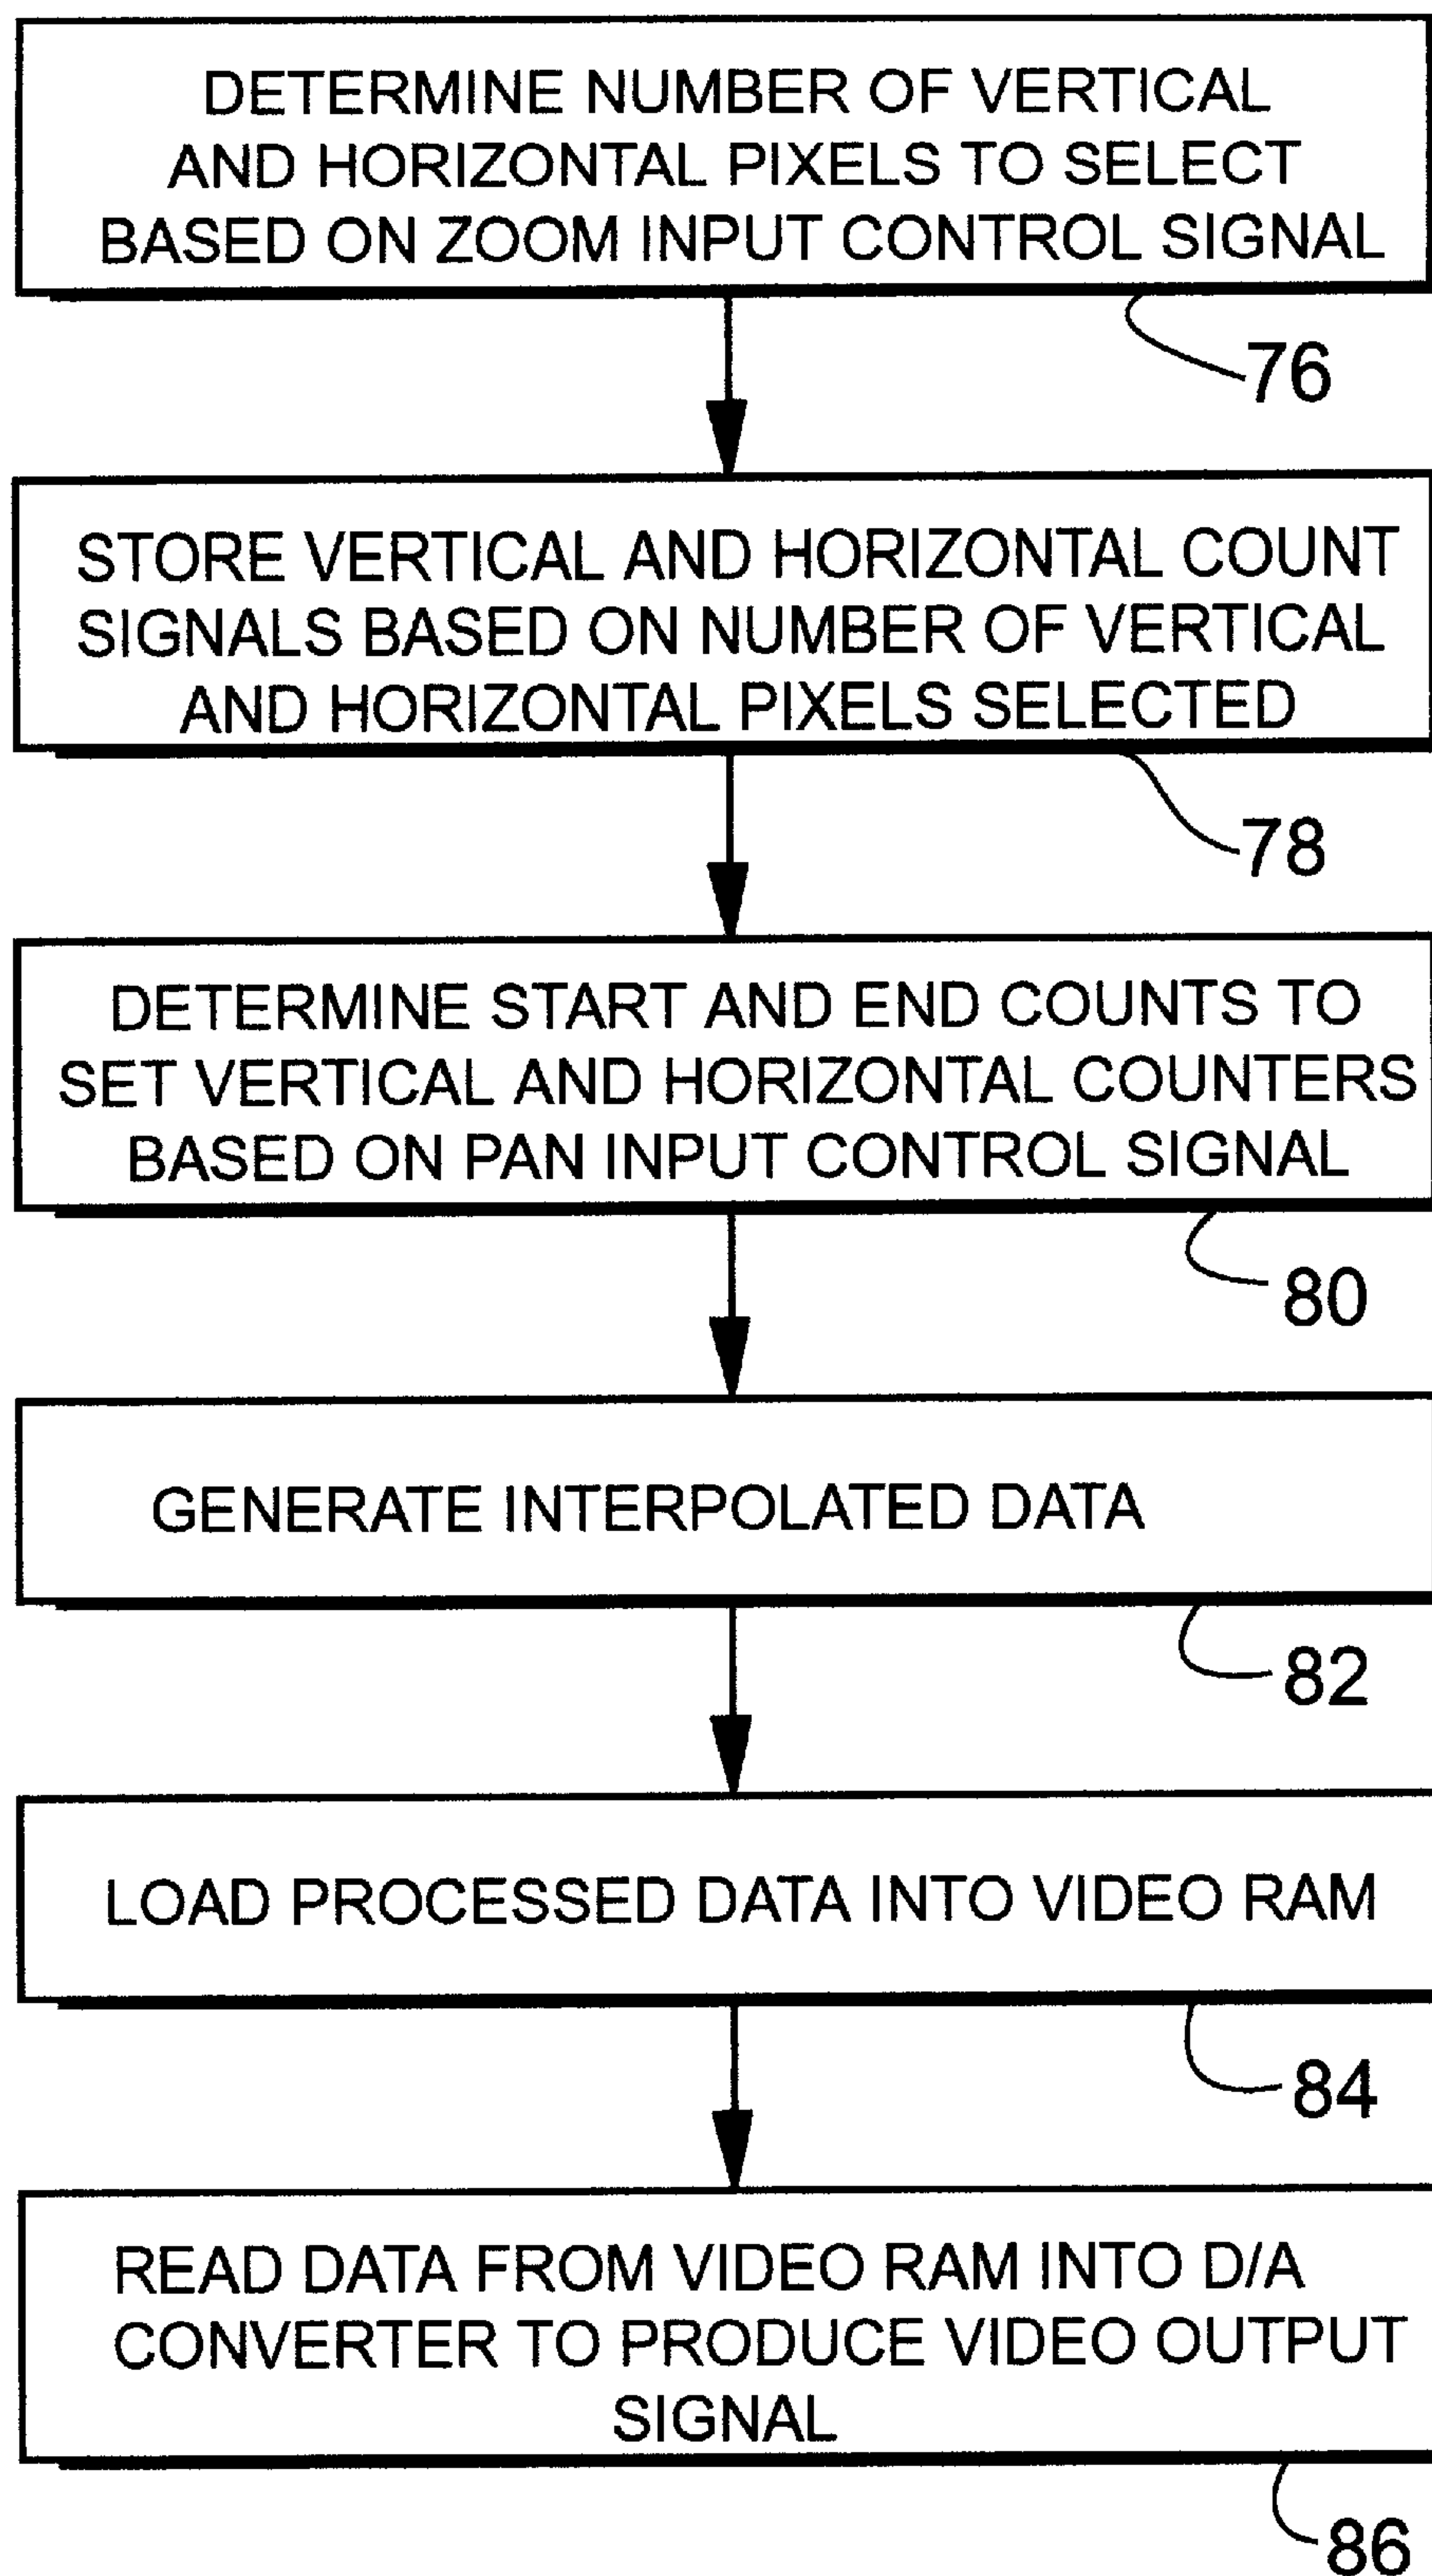 DETERMINE NUMBER OF VERTICAL
AND HORIZONTAL PIXELS TO SELECT
BASED ON ZOOM INPUT CONTROL SIGNAL
76
STORE VERTICAL AND HORIZONTAL COUNT
SIGNALS BASED ON NUMBER OF VERTICAL
AND HORIZONTAL PIXELS SELECTED
78
DETERMINE START AND END COUNTS TO
SET VERTICAL AND HORIZONTAL COUNTERS
BASED ON PAN INPUT CONTROL SIGNAL
80
GENERATE INTERPOLATED DATA
82
LOAD PROCESSED DATA INTO VIDEO RAM
84
READ DATA FROM VIDEO RAM INTO D/A
CONVERTER TO PRODUCE VIDEO OUTPUT
SIGNAL
86